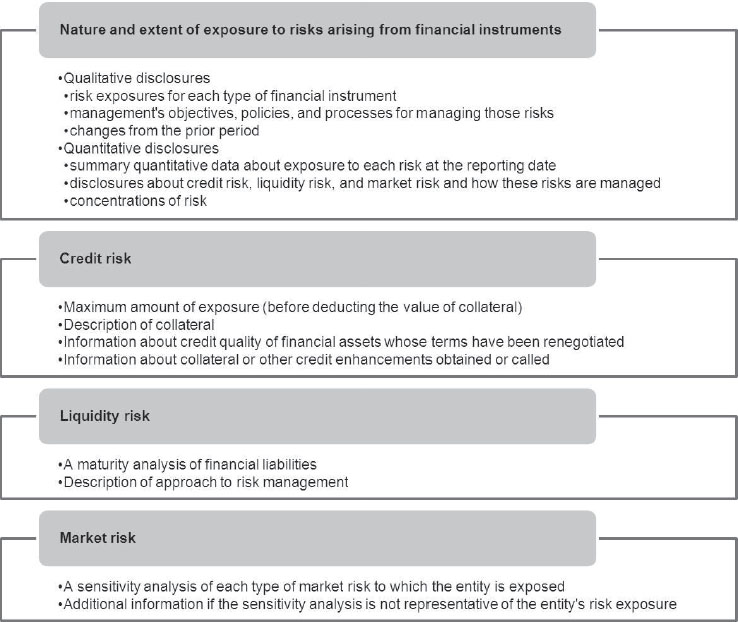 Nature and extent of exposure to risks arising from financial instruments
•Qualitative disclosures
•risk exposures for each type of financial instrument
•management's objectives, policies, and processes for managing those risks
•changes from the prior period
•Quantitative disclosures
•summary quantitative data about exposure to each risk at the reporting date
•disclosures about credit risk, liquidity risk, and market risk and how these risks are managed
•concentrations of risk
Credit risk
•Maximum amount of exposure (before deducting the value of collateral)
•Description of collateral
•Information about credit quality of financial assets whose terms have been renegotiated
•Information about collateral or other credit enhancements obtained or called
Liquidity risk
•A maturity analysis of financial liabilities
•Description of approach to risk management
Market risk
•A sensitivity analysis of each type of market risk to which the entity is exposed
•Additional information if the sensitivity analysis is not representative of the entity's risk exposure